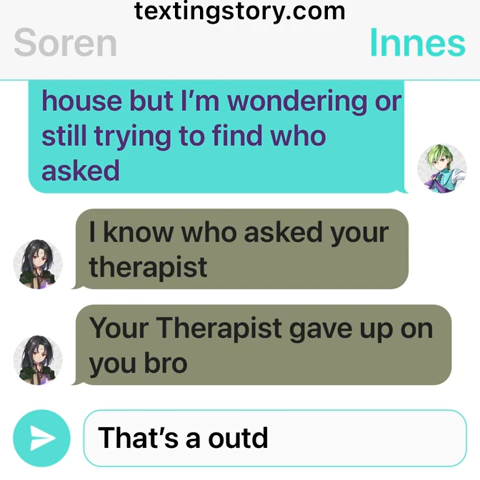 textingstory.com
Soren Innes
house but I’m wondering or
still trying to find who
asked
I know who asked your
therapist
Your Therapist gave up on
you bro
That’s a outd